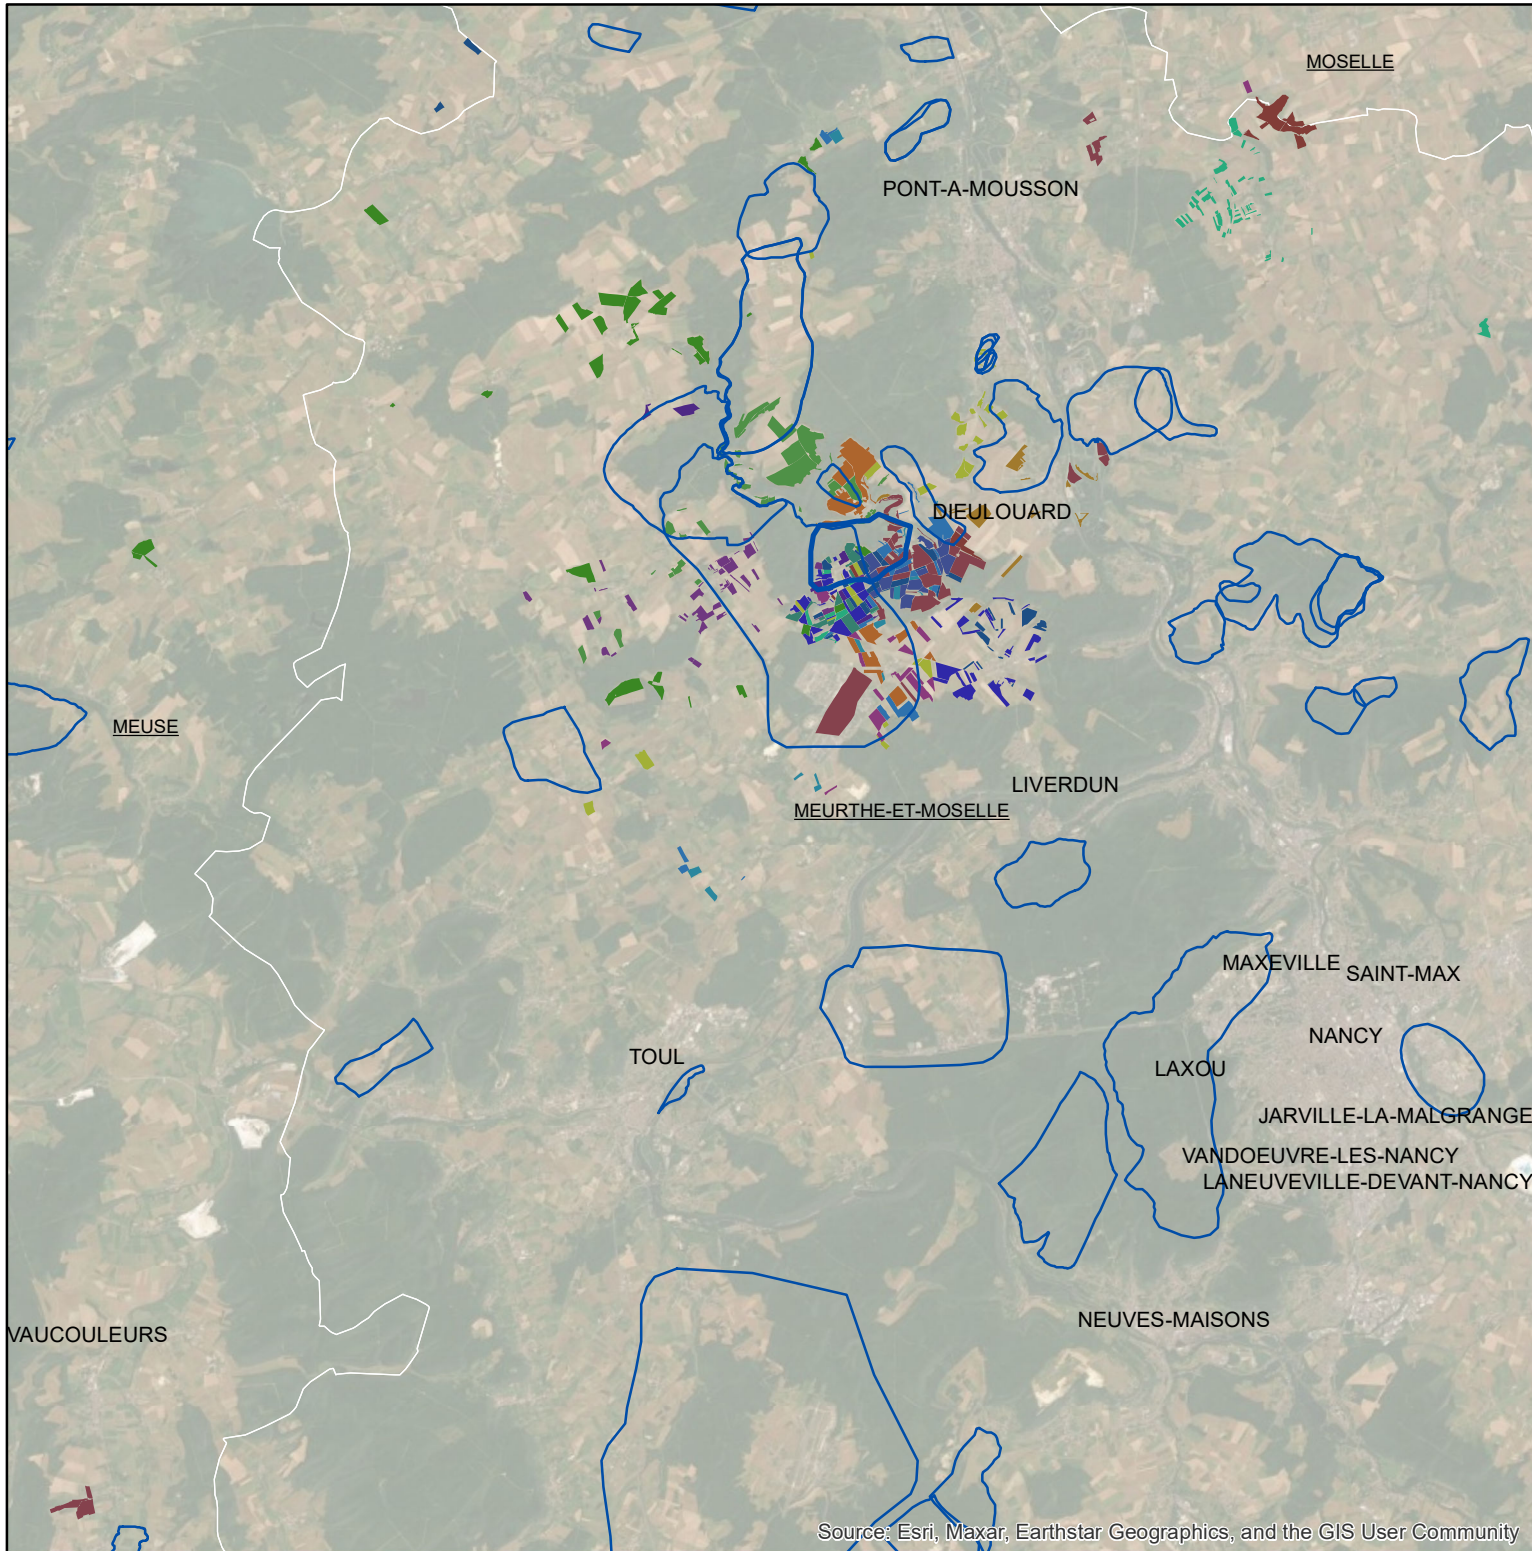 MOSELLE
PONT-A-MOUSSON
DIEULOUARD
MEUSE
LIVERDUN
MEURTHE-ET-MOSELLE
MAXEVILLE
SAINT-MAX
NANCY
TOUL
LAXOU
JARVILLE-LA-MALGRANGE
VANDOEUVRE-LES-NANCY
LANEUVEVILLE-DEVANT-NANCY
NEUVES-MAISONS
VAUCOULEURS
Source: Esri, Maxar, Earthstar Geographics, and the GIS User Community